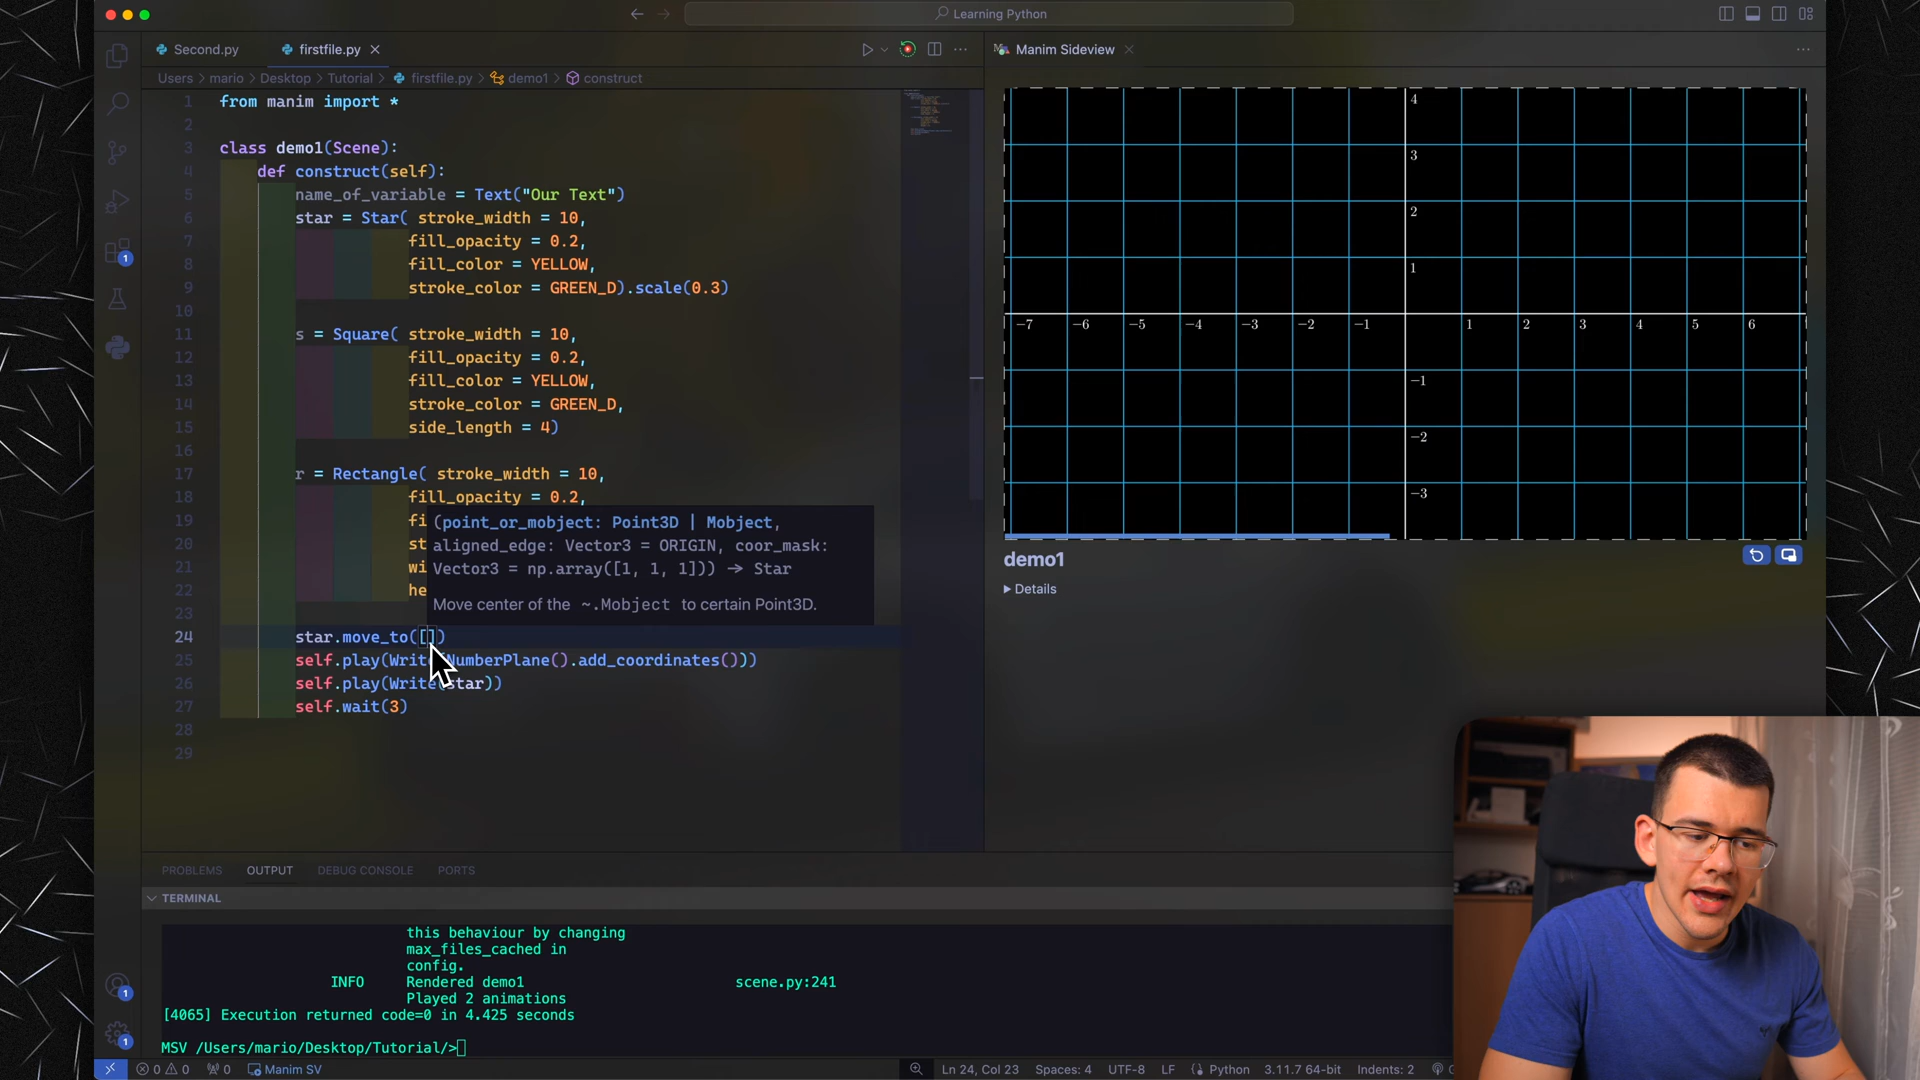 Learning Python
Second.py
firstfile.py
Manim Sideview
Users > mario > Desktop > Tutorial > firstfile.py > demo1 > construct
1 from manim import *
2
3 class demo1(Scene):
4 def construct(self):
5 name_of_variable = Text("Our Text")
6 star = Star( stroke_width = 10,
7 fill_opacity = 0.2,
8 fill_color = YELLOW,
9 stroke_color = GREEN_D).scale(0.3)
10
11 s = Square( stroke_width = 10,
12 fill_opacity = 0.2,
13 fill_color = YELLOW,
14 stroke_color = GREEN_D,
15 side_length = 4)
16
17 r = Rectangle( stroke_width = 10,
18 fill_opacity = 0.2,
19 fi
20 st
21 wi
22 he
(point_or_mobject: Point3D | Mobject,
aligned_edge: Vector3 = ORIGIN, coor_mask:
Vector3 = np.array([1, 1, 1])) → Star
Move center of the ~.Mobject to certain Point3D.
23
24 star.move_to([])
25 self.play(Write(NumberPlane().add_coordinates()))
26 self.play(Write(star))
27 self.wait(3)
28
29
4
3
2
1
−7 −6 −5 −4 −3 −2 −1 1 2 3 4 5 6
−1
−2
−3
demo1
Details
PROBLEMS OUTPUT DEBUG CONSOLE PORTS
TERMINAL
this behaviour by changing
max_files_cached in
config.
INFO Rendered demo1 scene.py:241
Played 2 animations
[4065] Execution returned code=0 in 4.425 seconds
MSV /Users/mario/Desktop/Tutorial/>
1
1
1
0 0 0 Manim SV Ln 24, Col 23 Spaces: 4 UTF-8 LF Python 3.11.7 64-bit Indents: 2